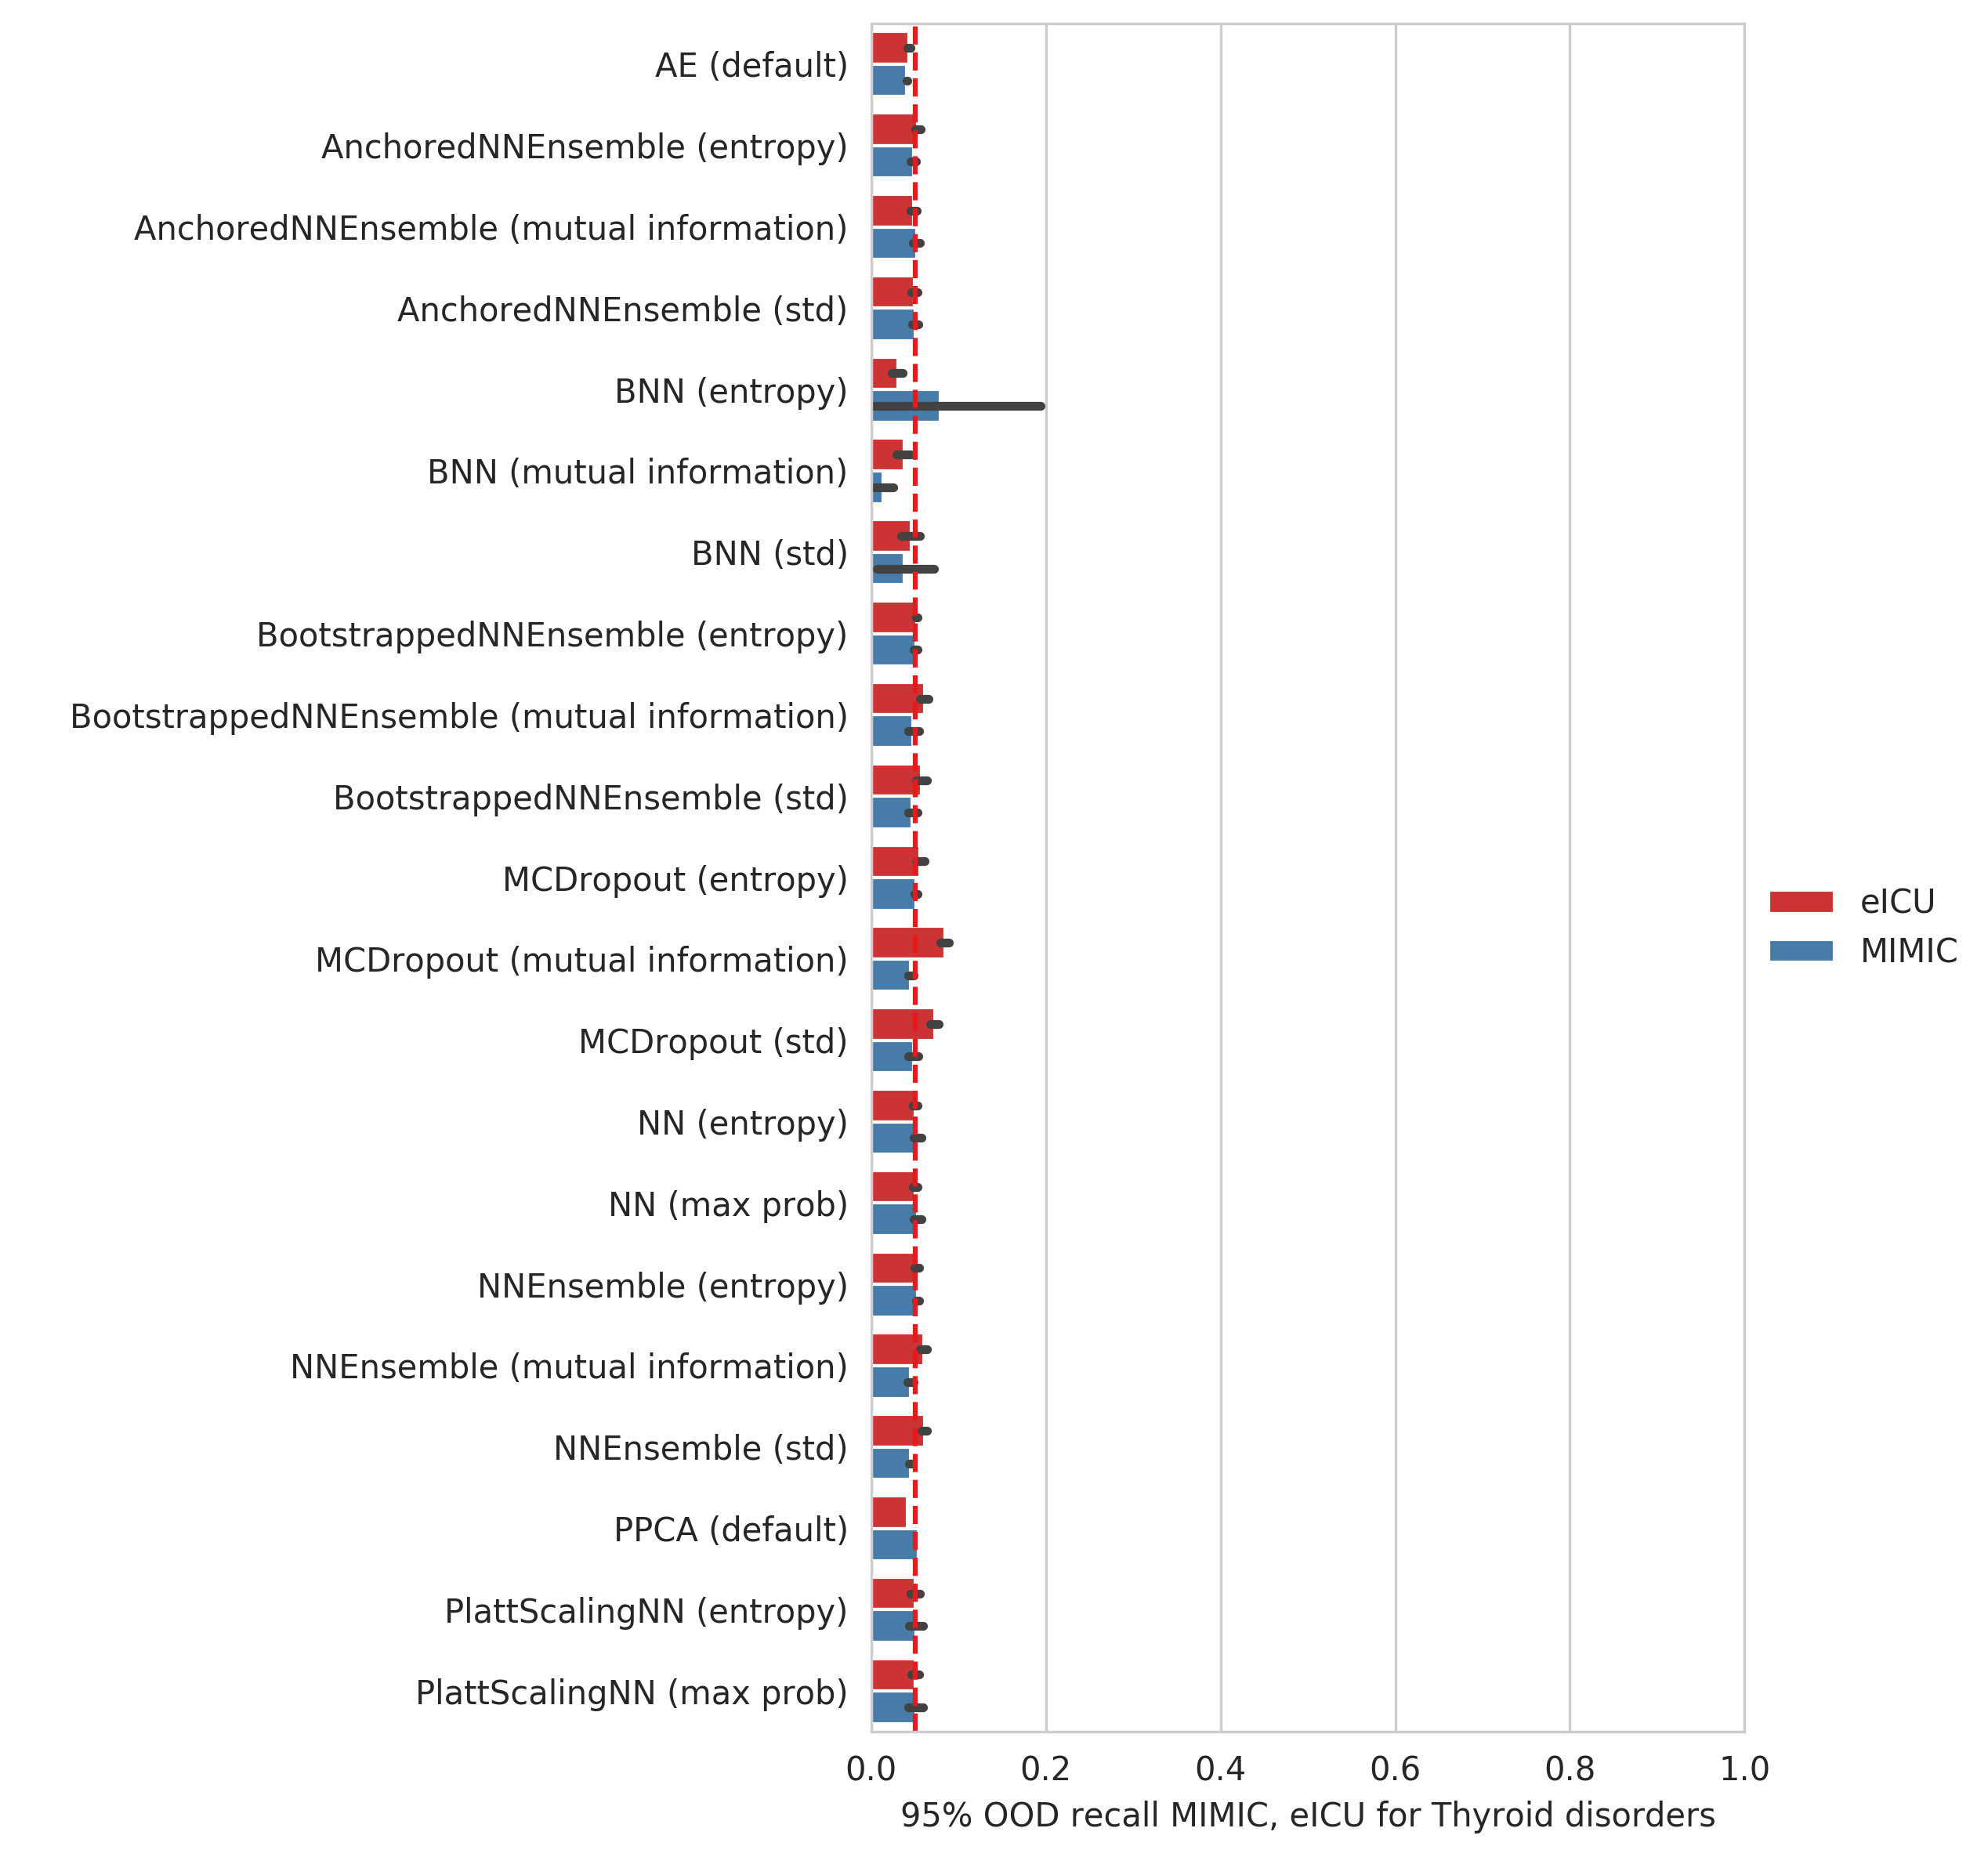 AE (default)
AnchoredNNEnsemble (entropy)
AnchoredNNEnsemble (mutual information)
AnchoredNNEnsemble (std)
BNN (entropy)
BNN (mutual information)
BNN (std)
BootstrappedNNEnsemble (entropy)
BootstrappedNNEnsemble (mutual information)
BootstrappedNNEnsemble (std)
MCDropout (entropy)
MCDropout (mutual information)
MCDropout (std)
NN (entropy)
NN (max prob)
NNEnsemble (entropy)
NNEnsemble (mutual information)
NNEnsemble (std)
PPCA (default)
PlattScalingNN (entropy)
PlattScalingNN (max prob)
0.0 0.2 0.4 0.6 0.8 1.0
95% OOD recall MIMIC, eICU for Thyroid disorders
eICU
MIMIC